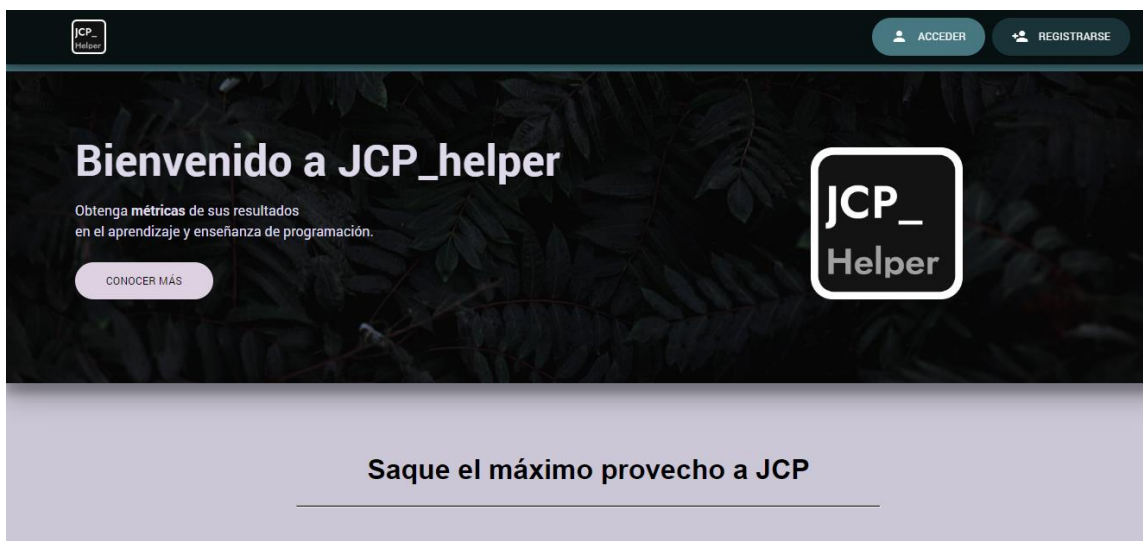 JCP_
Helper
ACCEDER
REGISTRARSE
Bienvenido a JCP_helper
Obtenga métricas de sus resultados
en el aprendizaje y enseñanza de programación.
CONOCER MÁS
JCP_
Helper
Saque el máximo provecho a JCP